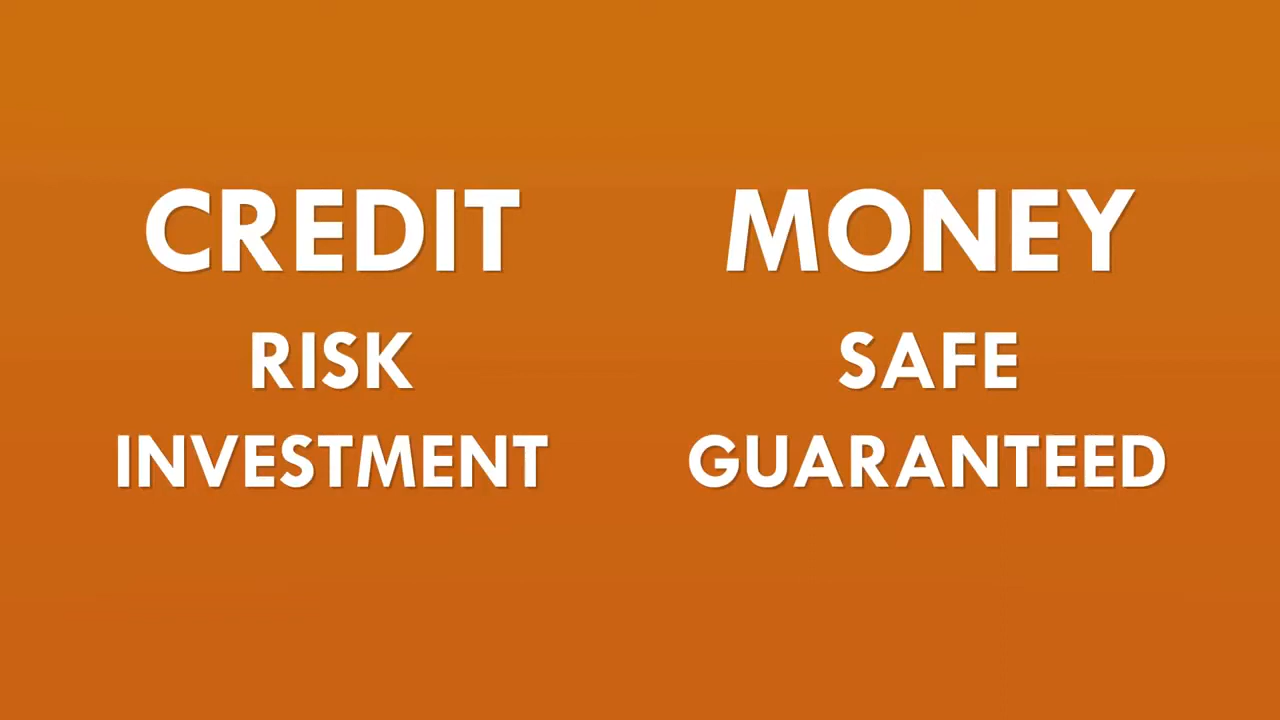 CREDIT
RISK
INVESTMENT
MONEY
SAFE
GUARANTEED